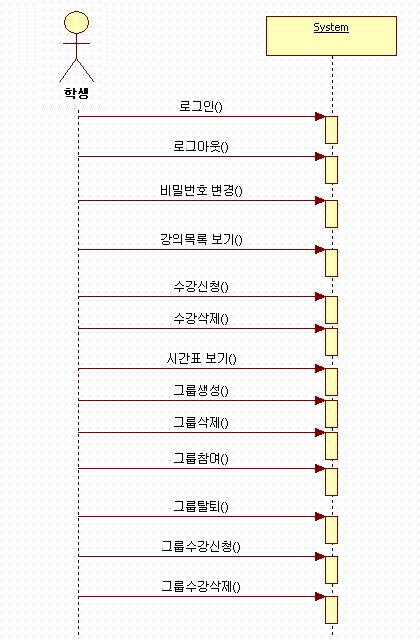 System
학생
로그인()
로그아웃()
비밀번호 변경()
강의목록 보기()
수강신청()
수강삭제()
시간표 보기()
그룹생성()
그룹삭제()
그룹참여()
그룹탈퇴()
그룹수강신청()
그룹수강삭제()